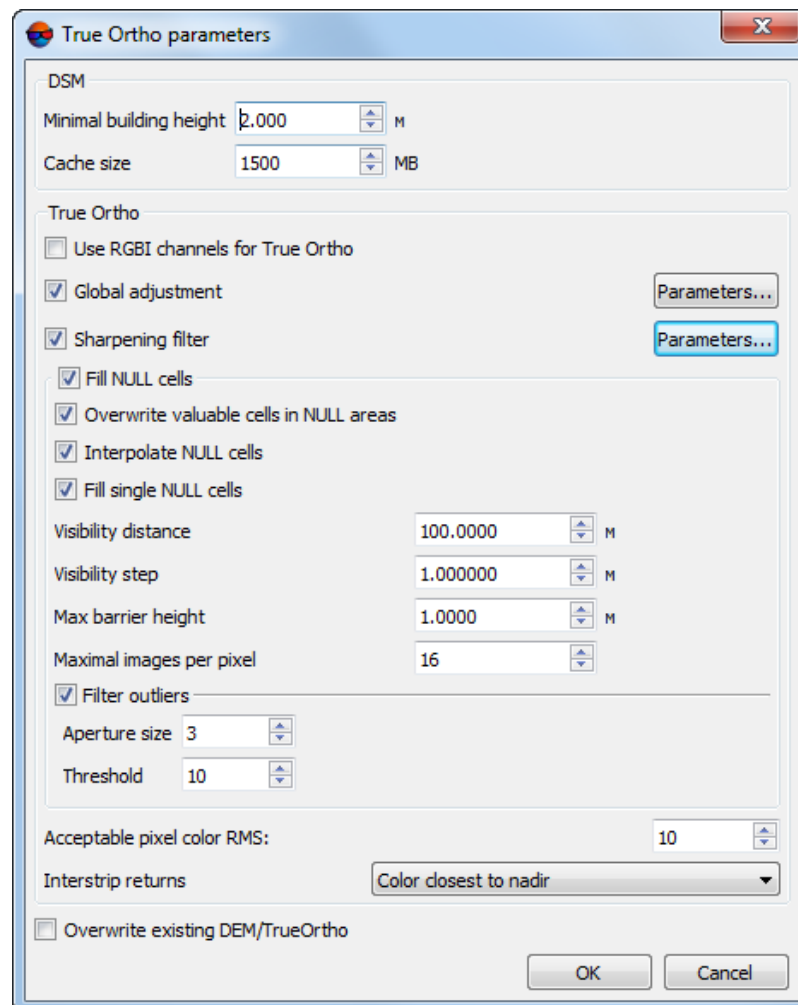 True Ortho parameters
DSM
Minimal building height 2.000 м
Cache size 1500 MB
True Ortho
Use RGBI channels for True Ortho
Global adjustment Parameters...
Sharpening filter Parameters...
Fill NULL cells
Overwrite valuable cells in NULL areas
Interpolate NULL cells
Fill single NULL cells
Visibility distance 100.0000 м
Visibility step 1.000000 м
Max barrier height 1.0000 м
Maximal images per pixel 16
Filter outliers
Aperture size 3
Threshold 10
Acceptable pixel color RMS: 10
Interstrip returns Color closest to nadir
Overwrite existing DEM/TrueOrtho
OK Cancel